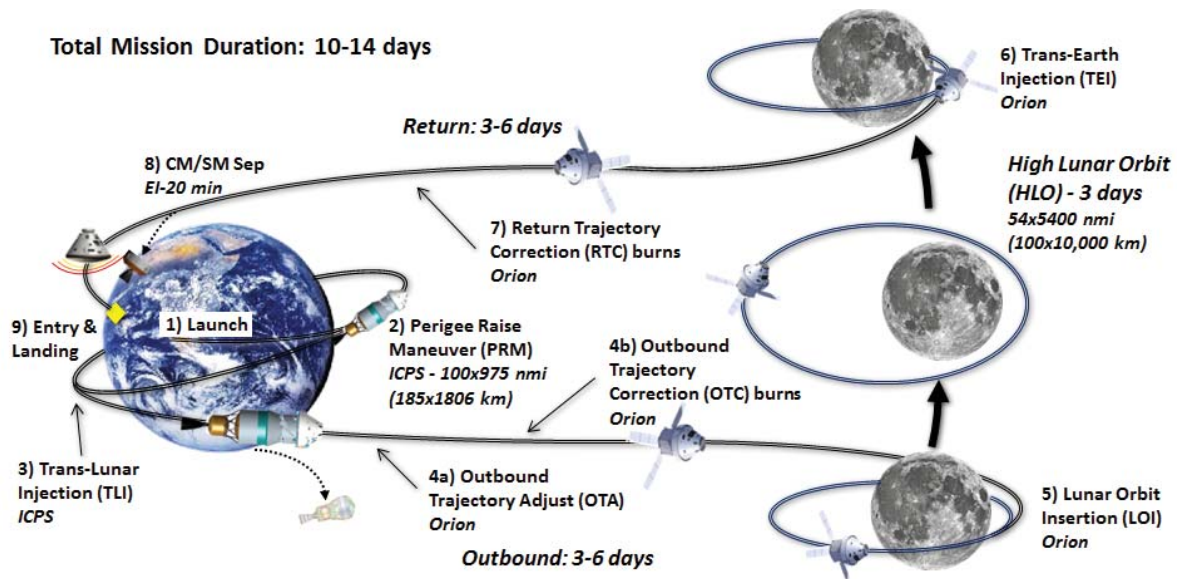 Total Mission Duration: 10-14 days
6) Trans-Earth
Injection (TEI)
Orion
Return: 3-6 days
8) CM/SM Sep
EI-20 min
High Lunar Orbit
(HLO) - 3 days
54x5400 nmi
(100x10,000 km)
7) Return Trajectory
Correction (RTC) burns
Orion
9) Entry &
Landing
1) Launch
2) Perigee Raise
Maneuver (PRM)
ICPS - 100x975 nmi
(185x1806 km)
4b) Outbound
Trajectory
Correction (OTC) burns
Orion
3) Trans-Lunar
Injection (TLI)
ICPS
4a) Outbound
Trajectory Adjust (OTA)
Orion
5) Lunar Orbit
Insertion (LOI)
Orion
Outbound: 3-6 days